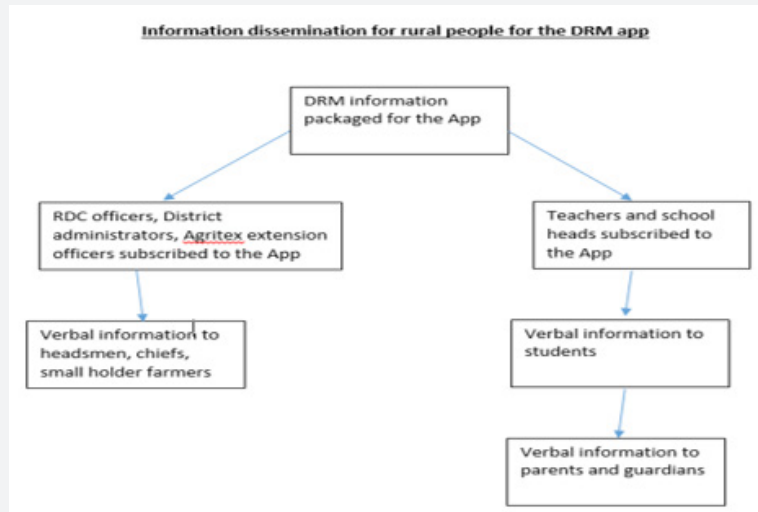 Information dissemination for rural people for the DRM app
DRM information
packaged for the App
RDC officers, District
administrators, Agritex extension
officers subscribed to the App
Teachers and school
heads subscribed to
the App
Verbal information to
headsmen, chiefs,
small holder farmers
Verbal information to
students
Verbal information to
parents and guardians